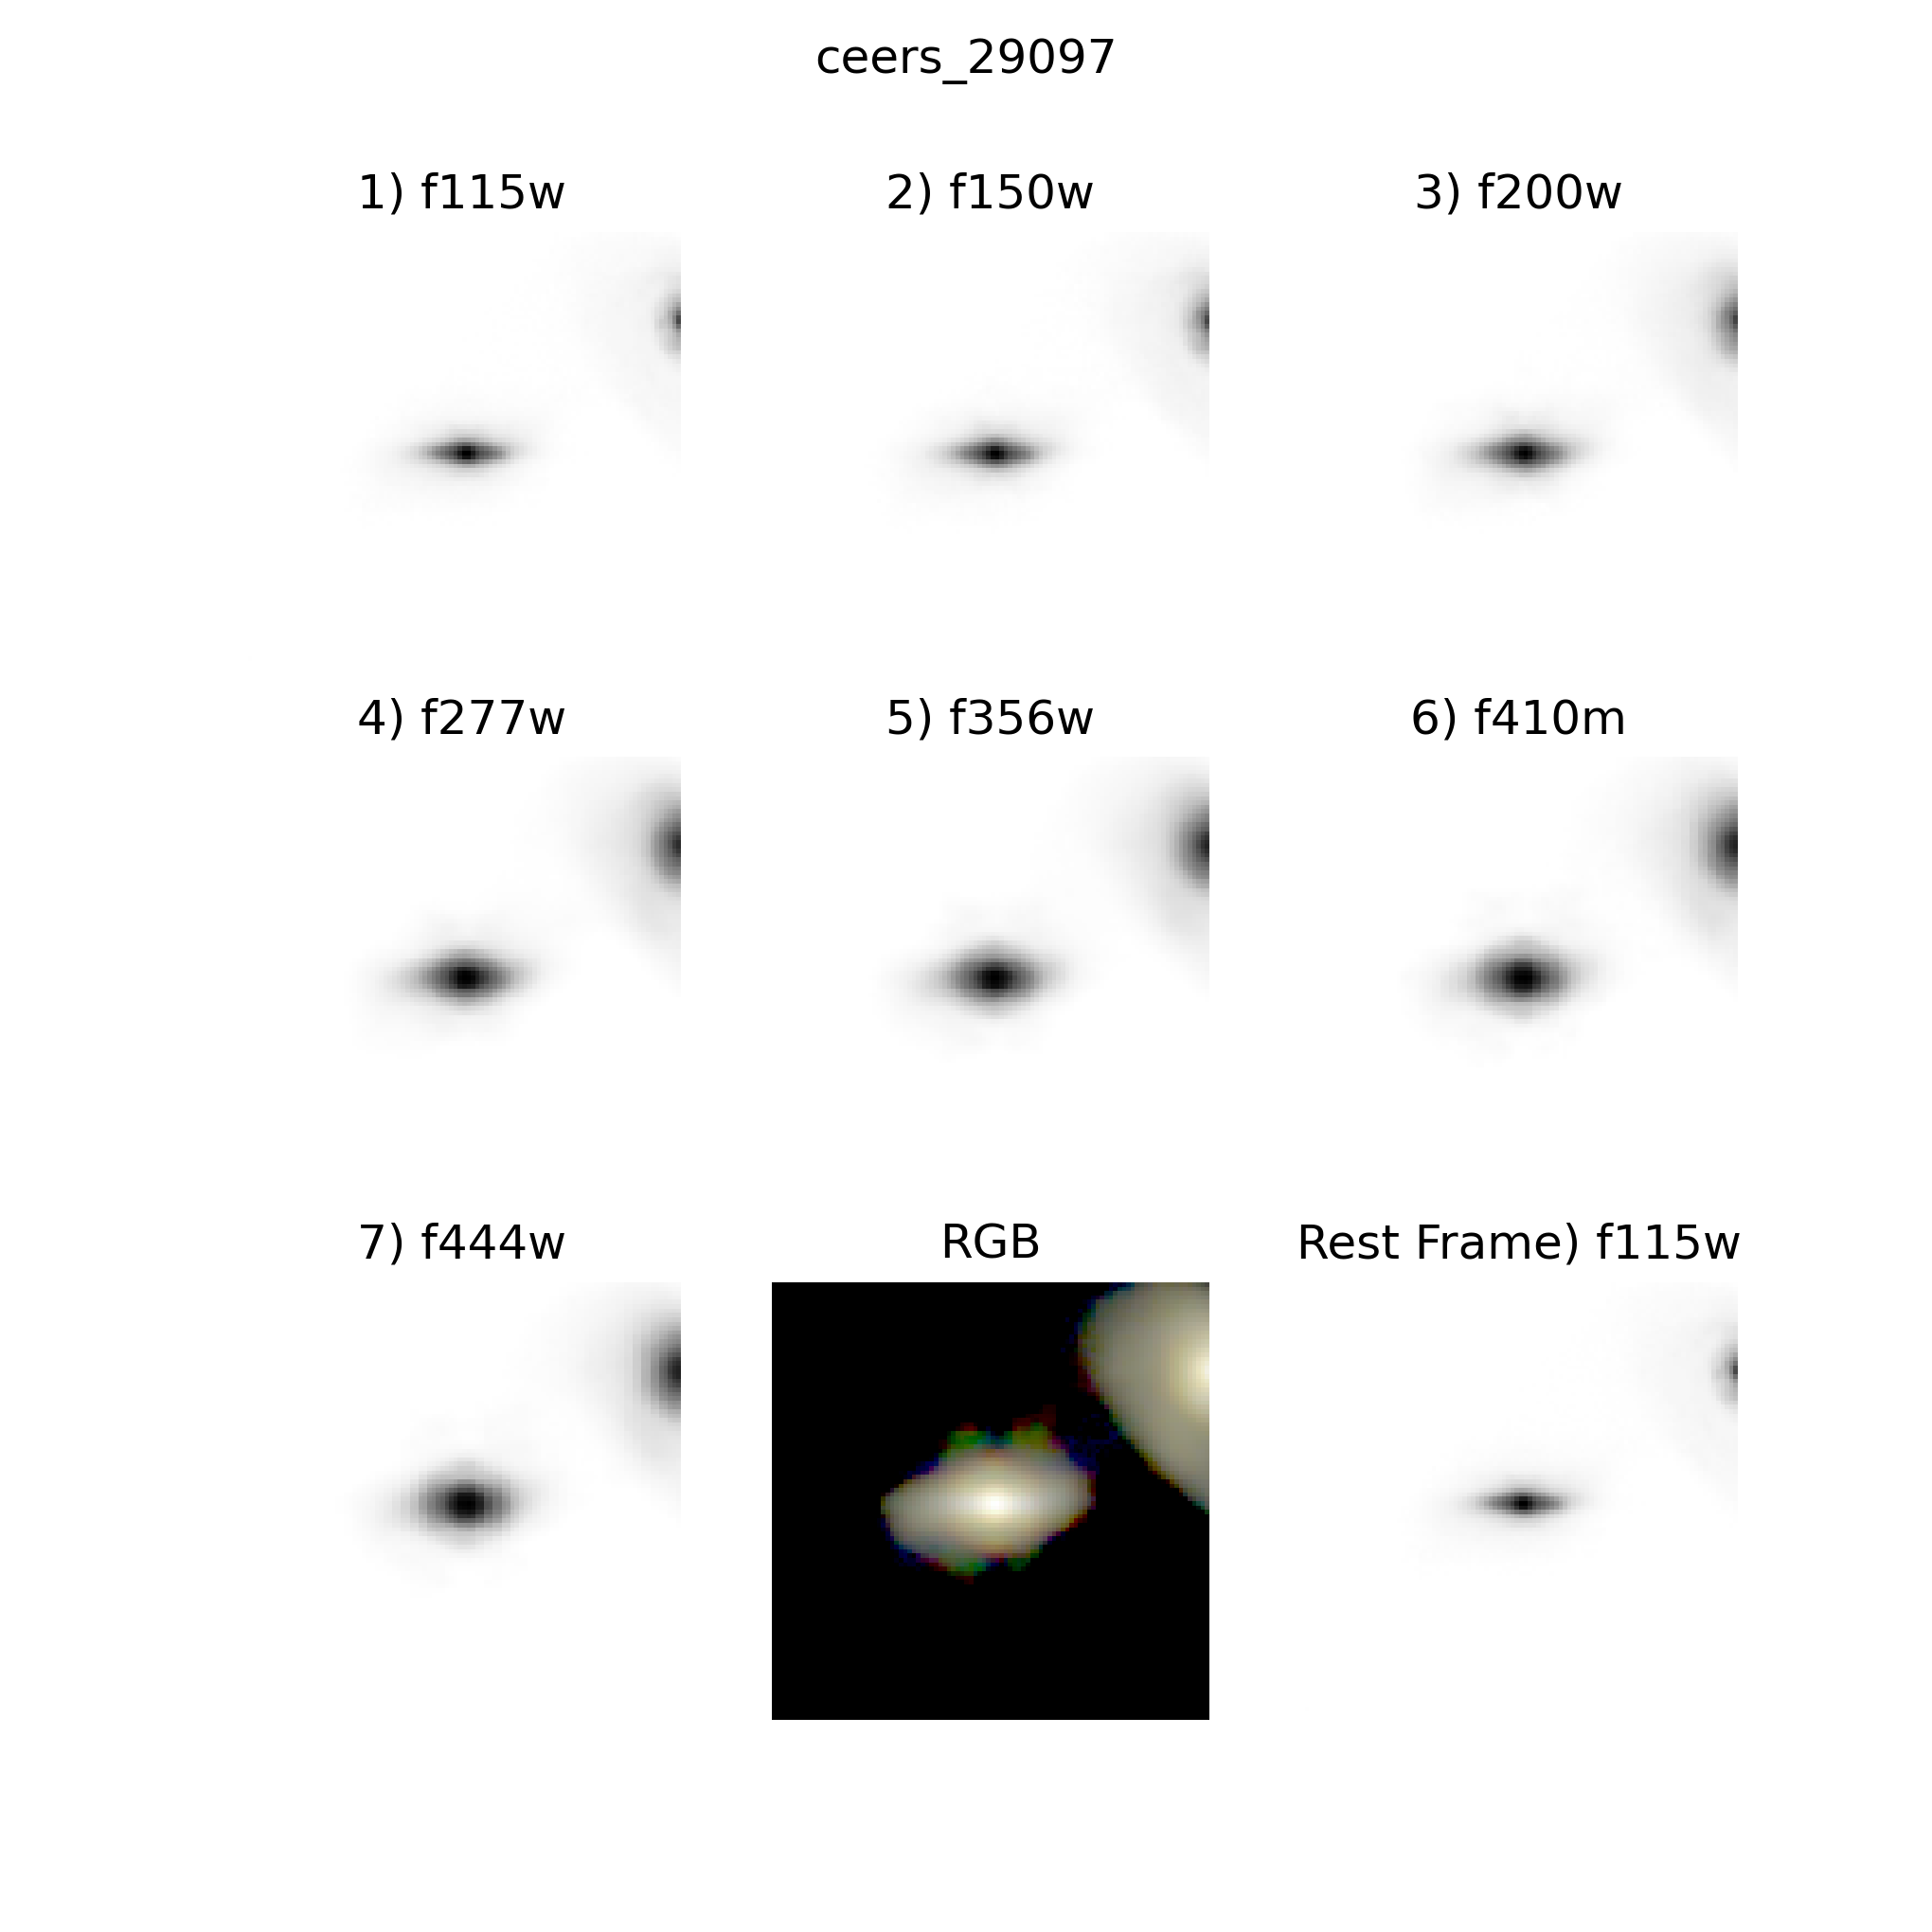 ceers_29097
1) f115w
2) f150w
3) f200w
4) f277w
5) f356w
6) f410m
7) f444w
RGB
Rest Frame) f115w